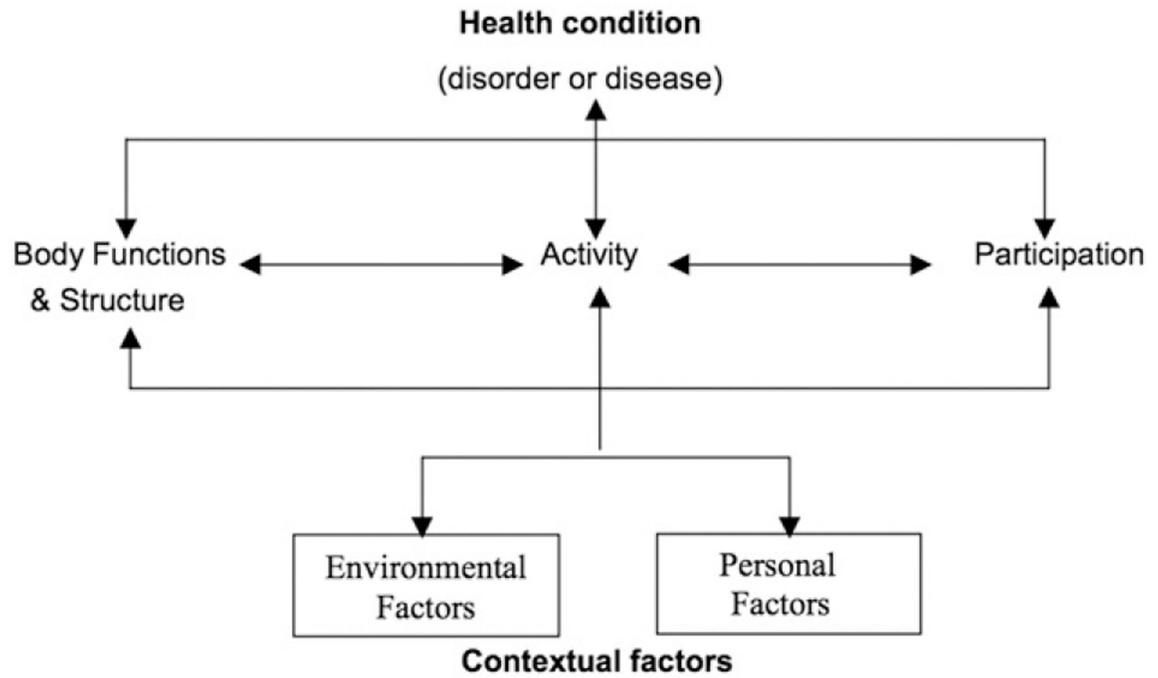 Health condition
(disorder or disease)
Body Functions
& Structure
Activity
Participation
Environmental
Factors
Personal
Factors
Contextual factors